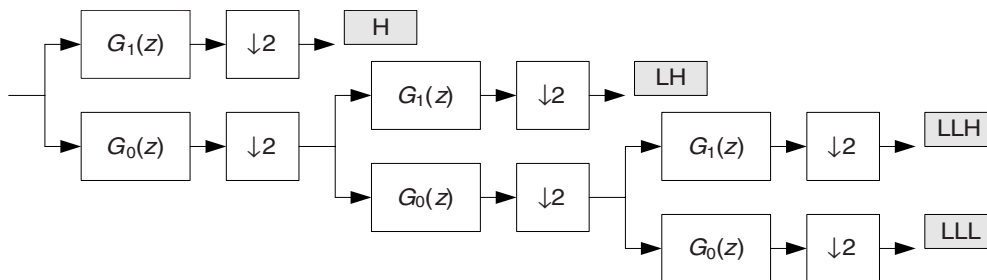 G₁(z) ↓2 H
G₁(z) ↓2 LH
G₀(z) ↓2
G₁(z) ↓2 LLH
G₀(z) ↓2
G₀(z) ↓2 LLL